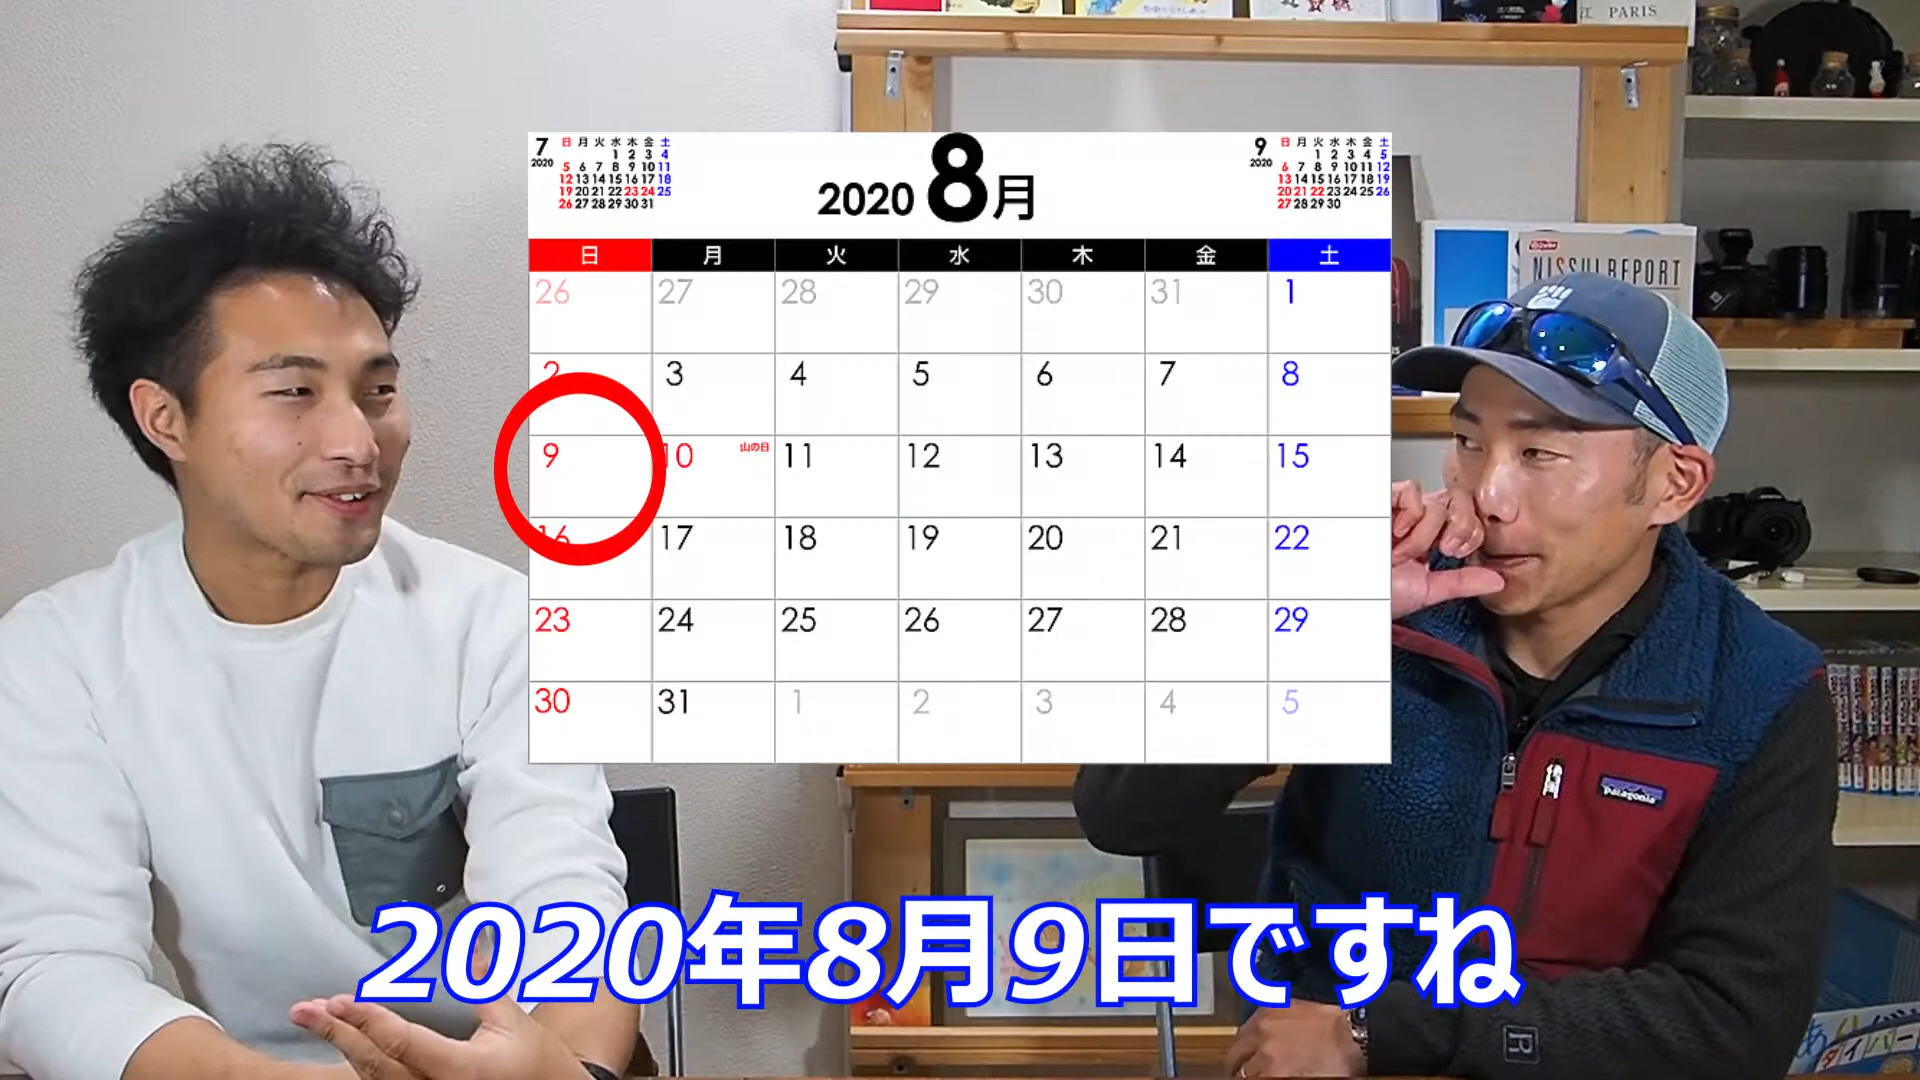 PARIS
7
2020
日 月 火 水 木 金 土
1 2 3 4
5 6 7 8 9 10 11
12 13 14 15 16 17 18
19 20 21 22 23 24 25
26 27 28 29 30 31
2020 8月
9
2020
日 月 火 水 木 金 土
1 2 3 4 5
6 7 8 9 10 11 12
13 14 15 16 17 18 19
20 21 22 23 24 25 26
27 28 29 30
日 月 火 水 木 金 土
26 27 28 29 30 31 1
2 3 4 5 6 7 8
9 10 山の日 11 12 13 14 15
16 17 18 19 20 21 22
23 24 25 26 27 28 29
30 31 1 2 3 4 5
NISSUI REPORT
patagonia
2020年8月9日ですね